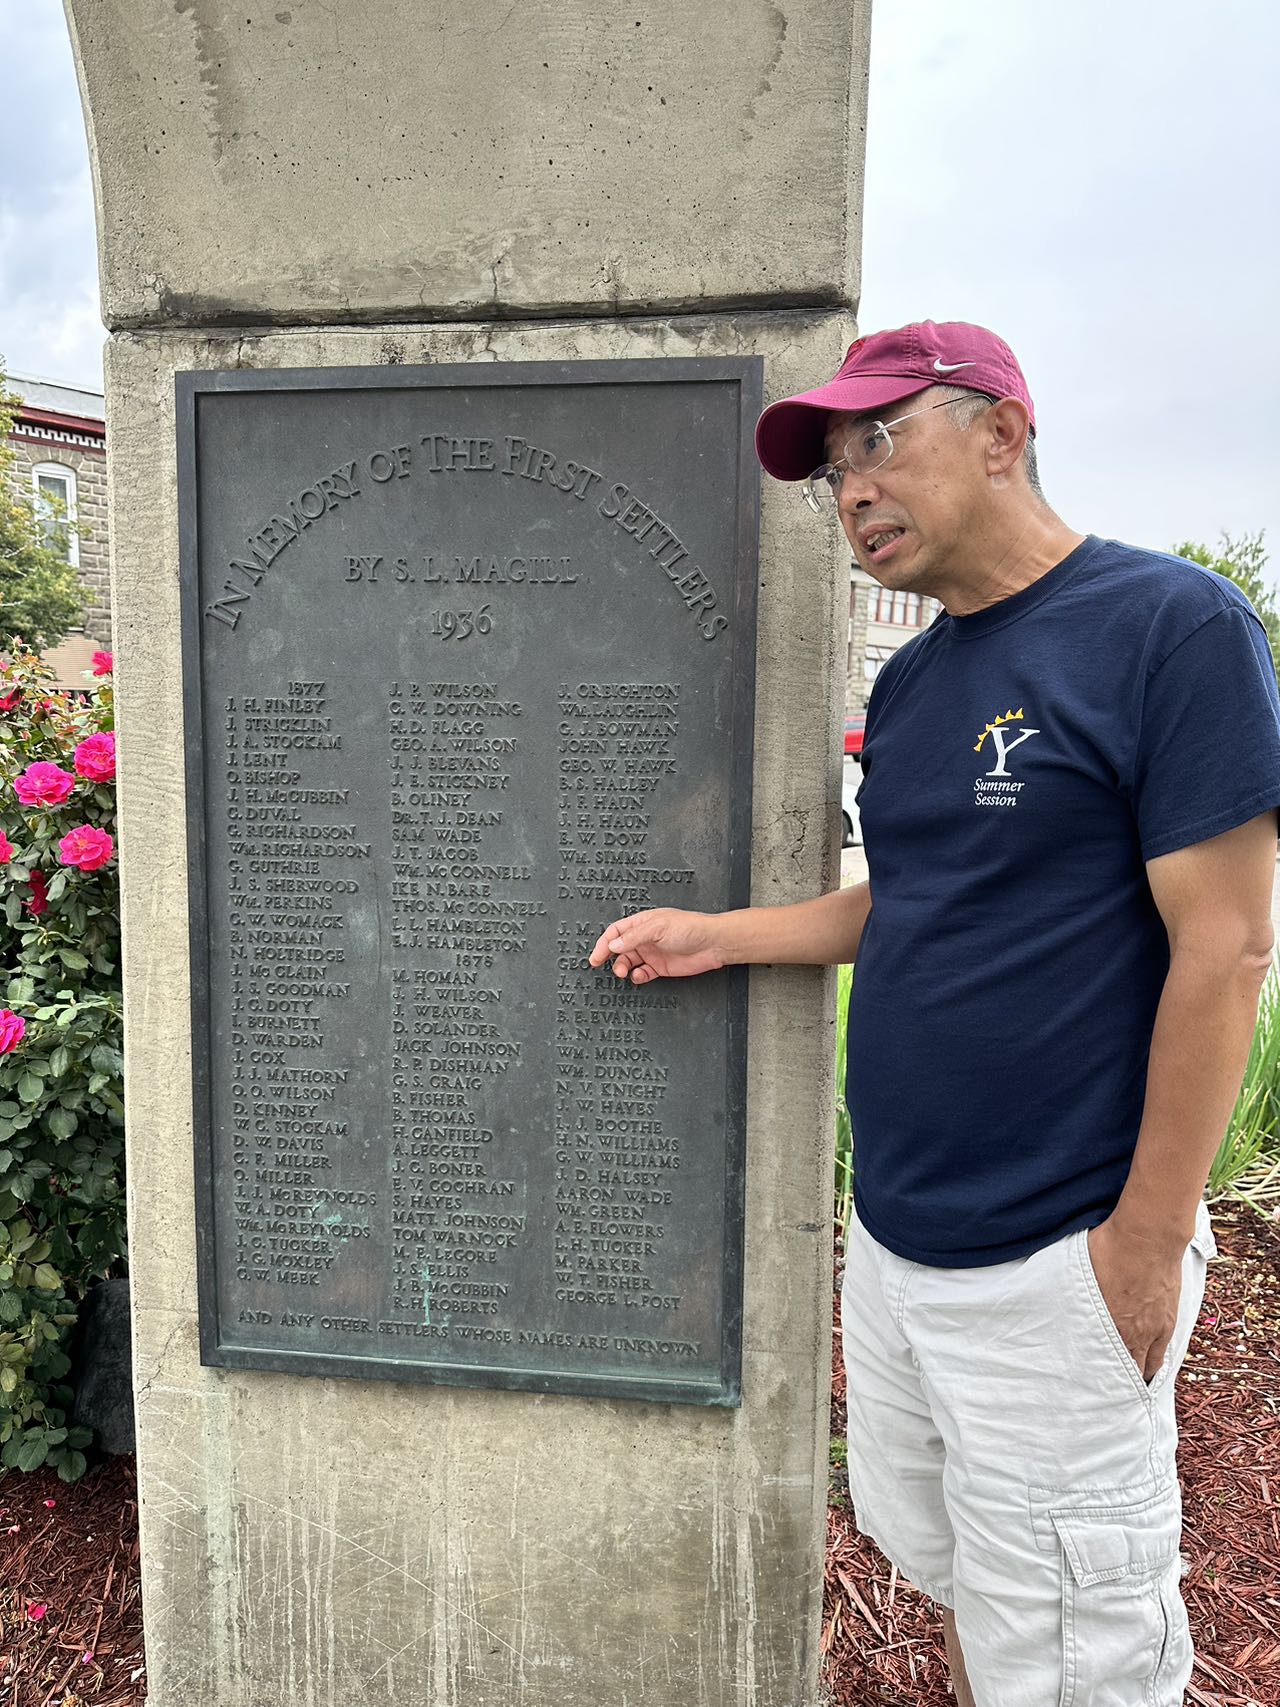 IN MEMORY OF THE FIRST SETTLERS
BY S. L. MAGILL
1936
1877
J. H. FINLEY
J. STRICKLIN
J. A. STOCKAM
J. LENT
O. BISHOP
J. H. McCUBBIN
C. DUVAL
G. RICHARDSON
WM. RICHARDSON
G. GUTHRIE
J. S. SHERWOOD
WM. PERKINS
G. W. WOMACK
B. NORMAN
N. HOLTRIDGE
J. McCLAIN
J. S. GOODMAN
J. C. DOTY
I. BURNETT
D. WARDEN
J. COX
J. J. MATHORN
O. O. WILSON
D. KINNEY
W. C. STOCKAM
D. W. DAVIS
C. F. MILLER
O. MILLER
J. J. McREYNOLDS
W. A. DOTY
WM. McREYNOLDS
J. C. TUCKER
J. G. MOXLEY
C. W. MEEK
J. P. WILSON
C. W. DOWNING
H. D. FLAGG
GEO. A. WILSON
J. J. BLEVANS
J. E. STICKNEY
B. OLINEY
DR. T. J. DEAN
SAM WADE
J. T. JACOB
WM. McCONNELL
IKE N. BARE
THOS. McCONNELL
L. L. HAMBLETON
E. J. HAMBLETON
1878
M. HOMAN
J. H. WILSON
J. WEAVER
D. SOLANDER
JACK JOHNSON
R. P. DISHMAN
G. S. CRAIG
B. FISHER
B. THOMAS
H. CANFIELD
A. LEGGETT
J. C. BONER
E. V. COCHRAN
S. HAYES
MATT. JOHNSON
TOM WARNOCK
M. E. LEGORE
J. S. ELLIS
J. B. McCUBBIN
R. H. ROBERTS
J. CREIGHTON
WM. LAUGHLIN
C. J. BOWMAN
JOHN HAWK
GEO. W. HAWK
B. S. HALLEY
J. F. HAUN
J. H. HAUN
E. W. DOW
WM. SIMMS
J. ARMANTROUT
D. WEAVER
J. M.
T. N.
GEO.
J. A.
W. I. DISHMAN
B. E. EVANS
A. N. MEEK
WM. MINOR
WM. DUNCAN
N. V. KNIGHT
J. W. HAYES
L. J. BOOTHE
H. N. WILLIAMS
G. W. WILLIAMS
J. D. HALSEY
AARON WADE
WM. GREEN
A. E. FLOWERS
L. H. TUCKER
M. PARKER
W. T. FISHER
GEORGE L. POST
AND ANY OTHER SETTLERS WHOSE NAMES ARE UNKNOWN
Y
Summer
Session